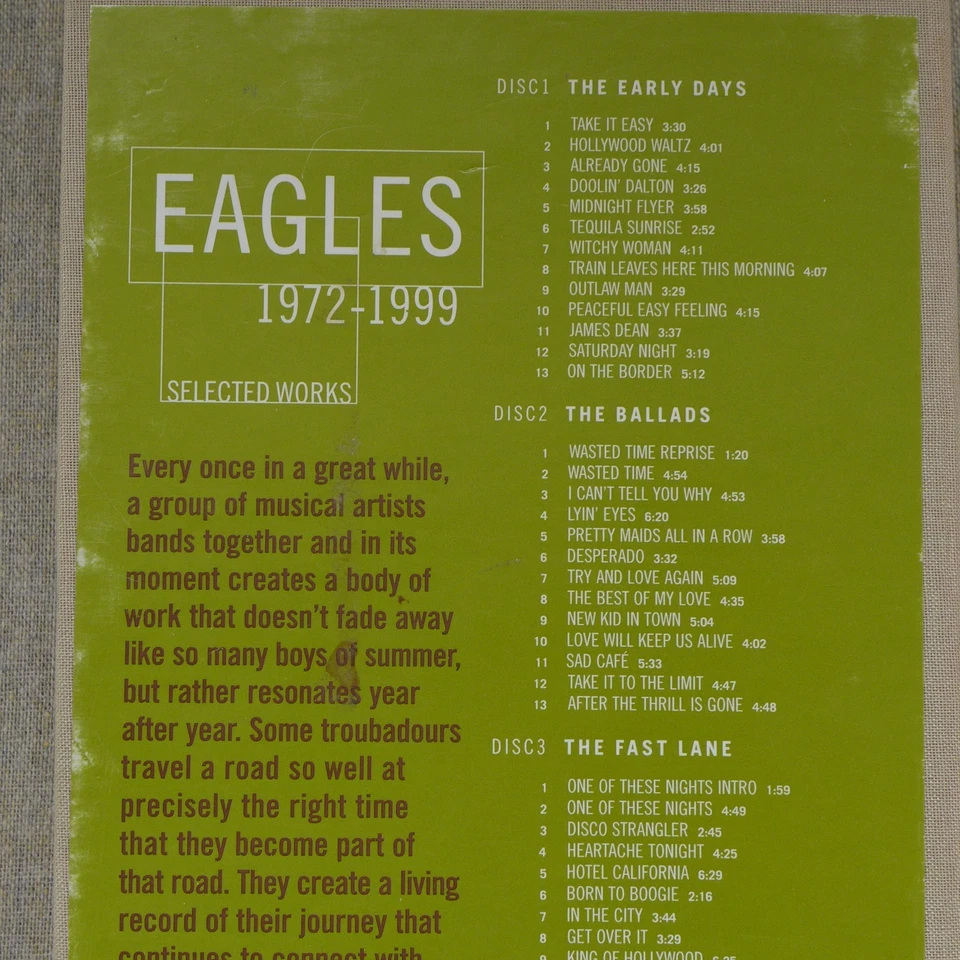 EAGLES
1972-1999
SELECTED WORKS
Every once in a great while,
a group of musical artists
bands together and in its
moment creates a body of
work that doesn't fade away
like so many boys of summer,
but rather resonates year
after year. Some troubadours
travel a road so well at
precisely the right time
that they become part of
that road. They create a living
record of their journey that
continues to connect with
DISC1 THE EARLY DAYS
1 TAKE IT EASY 3:30
2 HOLLYWOOD WALTZ 4:01
3 ALREADY GONE 4:15
4 DOOLIN' DALTON 3:26
5 MIDNIGHT FLYER 3:58
6 TEQUILA SUNRISE 2:52
7 WITCHY WOMAN 4:11
8 TRAIN LEAVES HERE THIS MORNING 4:07
9 OUTLAW MAN 3:29
10 PEACEFUL EASY FEELING 4:15
11 JAMES DEAN 3:37
12 SATURDAY NIGHT 3:19
13 ON THE BORDER 5:12
DISC2 THE BALLADS
1 WASTED TIME REPRISE 1:20
2 WASTED TIME 4:54
3 I CAN'T TELL YOU WHY 4:53
4 LYIN' EYES 6:20
5 PRETTY MAIDS ALL IN A ROW 3:58
6 DESPERADO 3:32
7 TRY AND LOVE AGAIN 5:09
8 THE BEST OF MY LOVE 4:35
9 NEW KID IN TOWN 5:04
10 LOVE WILL KEEP US ALIVE 4:02
11 SAD CAFÉ 5:33
12 TAKE IT TO THE LIMIT 4:47
13 AFTER THE THRILL IS GONE 4:48
DISC3 THE FAST LANE
1 ONE OF THESE NIGHTS INTRO 1:59
2 ONE OF THESE NIGHTS 4:49
3 DISCO STRANGLER 2:45
4 HEARTACHE TONIGHT 4:25
5 HOTEL CALIFORNIA 6:29
6 BORN TO BOOGIE 2:16
7 IN THE CITY 3:44
8 GET OVER IT 3:29
9 KING OF HOLLYWOOD